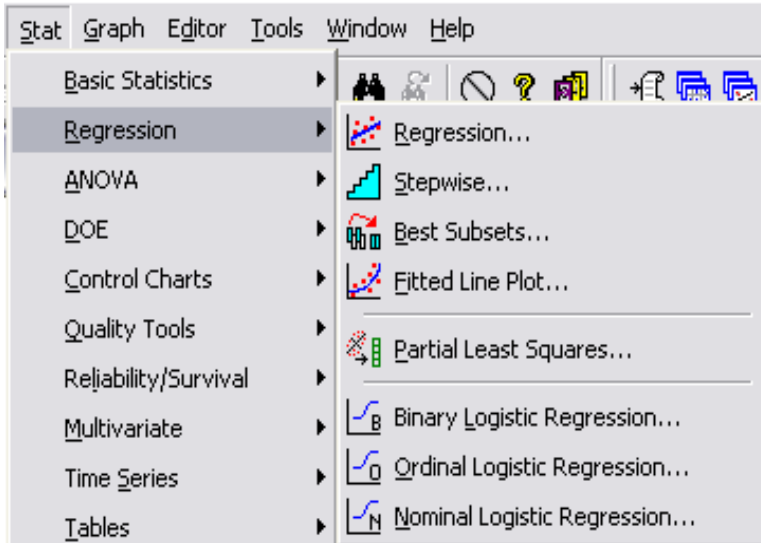 Stat Graph Editor Tools Window Help
Basic Statistics
Regression
ANOVA
DOE
Control Charts
Quality Tools
Reliability/Survival
Multivariate
Time Series
Tables
Regression...
Stepwise...
Best Subsets...
Fitted Line Plot...
Partial Least Squares...
Binary Logistic Regression...
Ordinal Logistic Regression...
Nominal Logistic Regression...